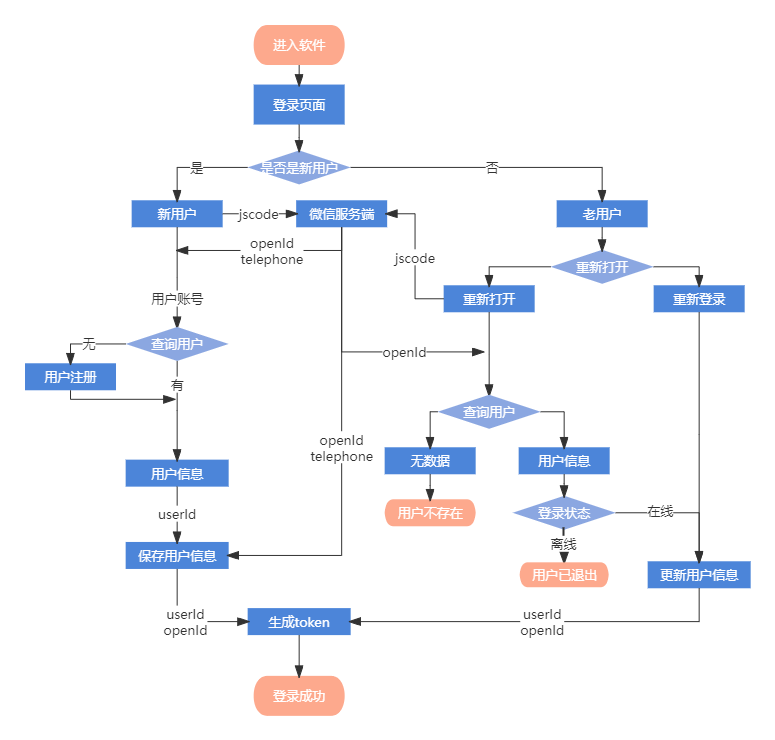 进入软件
登录页面
是否是新用户
是
否
新用户
jscode
微信服务端
老用户
openId
telephone
jscode
重新打开
用户账号
重新打开
重新登录
无
查询用户
openId
用户注册
有
查询用户
openId
telephone
用户信息
无数据
用户信息
userId
用户不存在
登录状态
在线
离线
保存用户信息
用户已退出
更新用户信息
userId
openId
生成token
userId
openId
登录成功